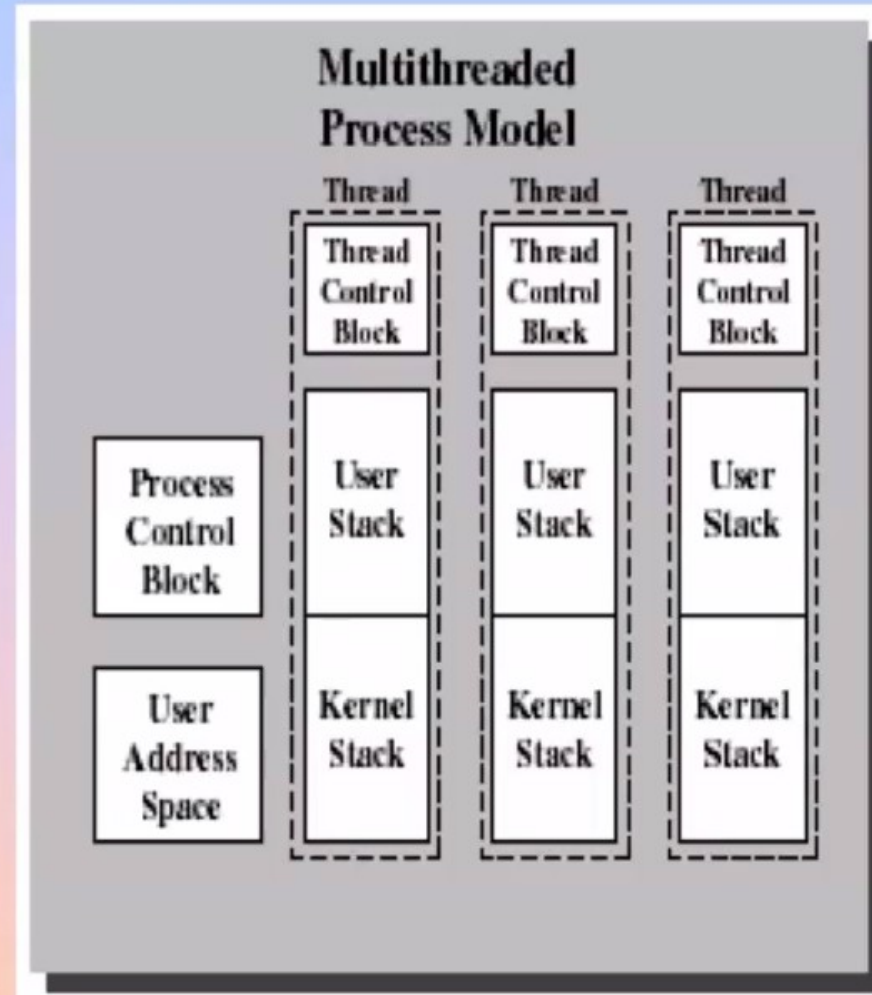 Multithreaded
Process Model
Thread
Thread
Control
Block
User
Stack
Kernel
Stack
Thread
Thread
Control
Block
User
Stack
Kernel
Stack
Thread
Thread
Control
Block
User
Stack
Kernel
Stack
Process
Control
Block
User
Address
Space